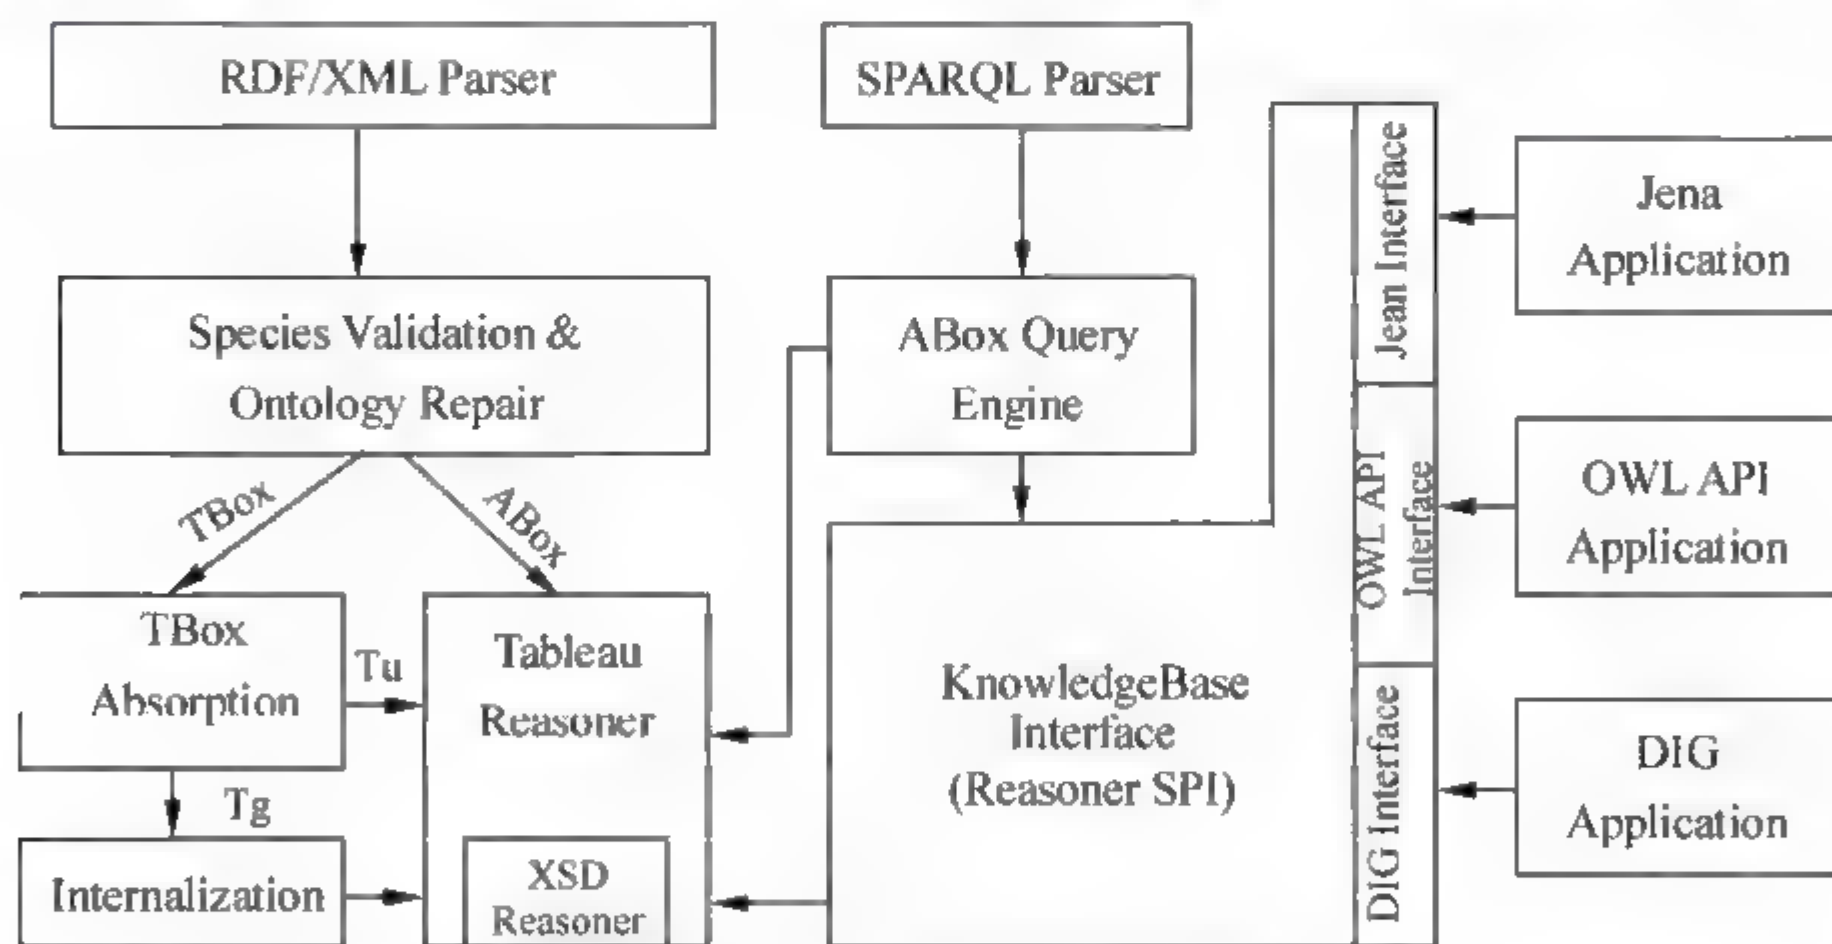 RDF/XML Parser
SPARQL Parser
Species Validation &
Ontology Repair
ABox Query
Engine
Jean Interface
Jena
Application
TBox
ABox
OWL API
Interface
OWL API
Application
TBox
Absorption
Tu
Tableau
Reasoner
KnowledgeBase
Interface
(Reasoner SPI)
DIG Interface
DIG
Application
Tg
Internalization
XSD
Reasoner